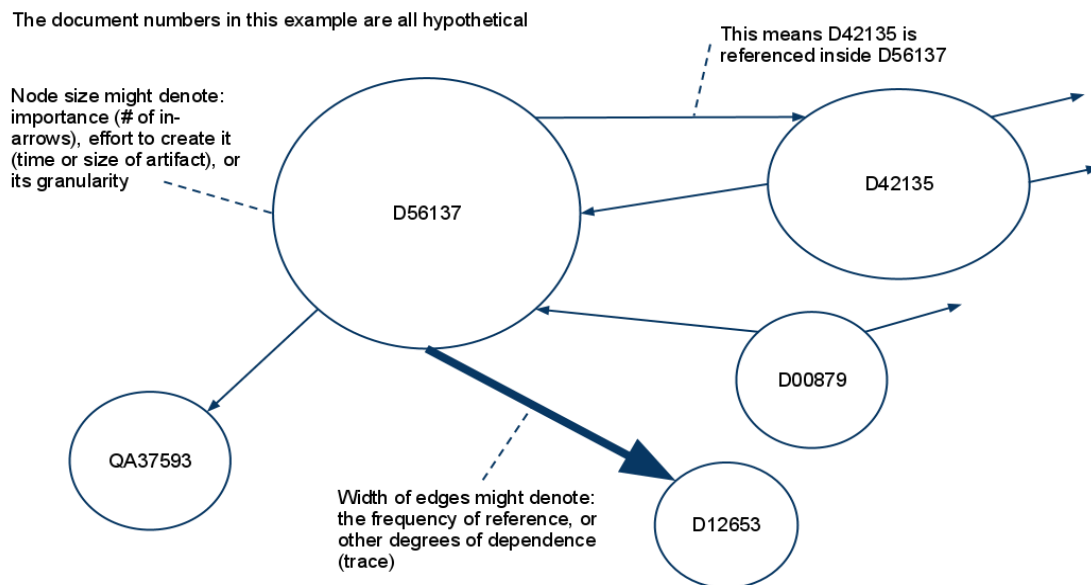 The document numbers in this example are all hypothetical
This means D42135 is
referenced inside D56137
Node size might denote:
importance (# of in-
arrows), effort to create it
(time or size of artifact), or
its granularity
D56137
D42135
D00879
QA37593
D12653
Width of edges might denote:
the frequency of reference, or
other degrees of dependence
(trace)